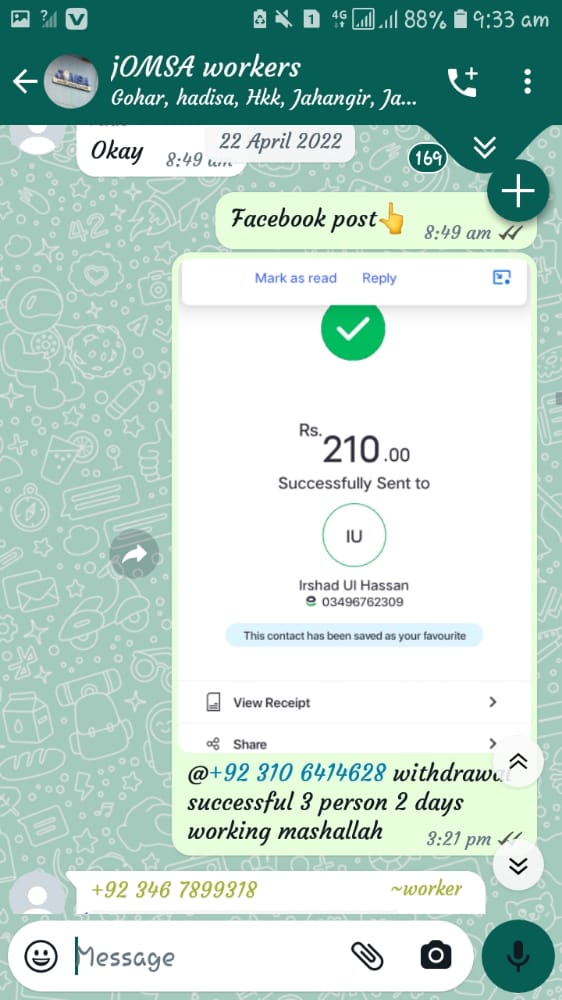 4G 88% 9:33 am
jOMSA workers
Gohar, hadisa, Hkk, Jahangir, Ja...
22 April 2022
Okay 8:49 am
169
Facebook post👆 8:49 am
Mark as read Reply
Rs. 210.00
Successfully Sent to
IU
Irshad Ul Hassan
03496762309
This contact has been saved as your favourite
View Receipt
Share
@+92 310 6414628 withdrawal
successful 3 person 2 days
working mashallah 3:21 pm
+92 346 7899318 ~worker
Message